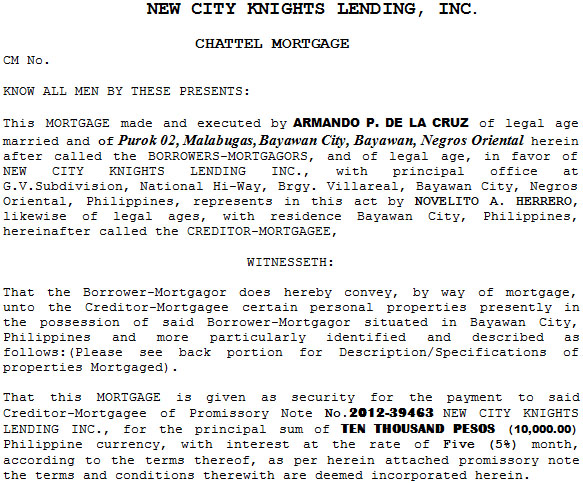 NEW CITY KNIGHTS LENDING, INC.
CHATTEL MORTGAGE
CM No.
KNOW ALL MEN BY THESE PRESENTS:
This MORTGAGE made and executed by ARMANDO P. DE LA CRUZ of legal age
married and of Purok 02, Malabugas, Bayawan City, Bayawan, Negros Oriental herein
after called the BORROWERS-MORTGAGORS, and of legal age, in favor of
NEW CITY KNIGHTS LENDING INC., with principal office at
G.V.Subdivision, National Hi-Way, Brgy. Villareal, Bayawan City, Negros
Oriental, Philippines, represents in this act by NOVELITO A. HERRERO,
likewise of legal ages, with residence Bayawan City, Philippines,
hereinafter called the CREDITOR-MORTGAGEE,
WITNESSETH:
That the Borrower-Mortgagor does hereby convey, by way of mortgage,
unto the Creditor-Mortgagee certain personal properties presently in
the possession of said Borrower-Mortgagor situated in Bayawan City,
Philippines and more particularly identified and described as
follows:(Please see back portion for Description/Specifications of
properties Mortgaged).
That this MORTGAGE is given as security for the payment to said
Creditor-Mortgagee of Promissory Note No.2012-39463 NEW CITY KNIGHTS
LENDING INC., for the principal sum of TEN THOUSAND PESOS (10,000.00)
Philippine currency, with interest at the rate of Five (5%) month,
according to the terms thereof, as per herein attached promissory note
the terms and conditions therewith are deemed incorporated herein.